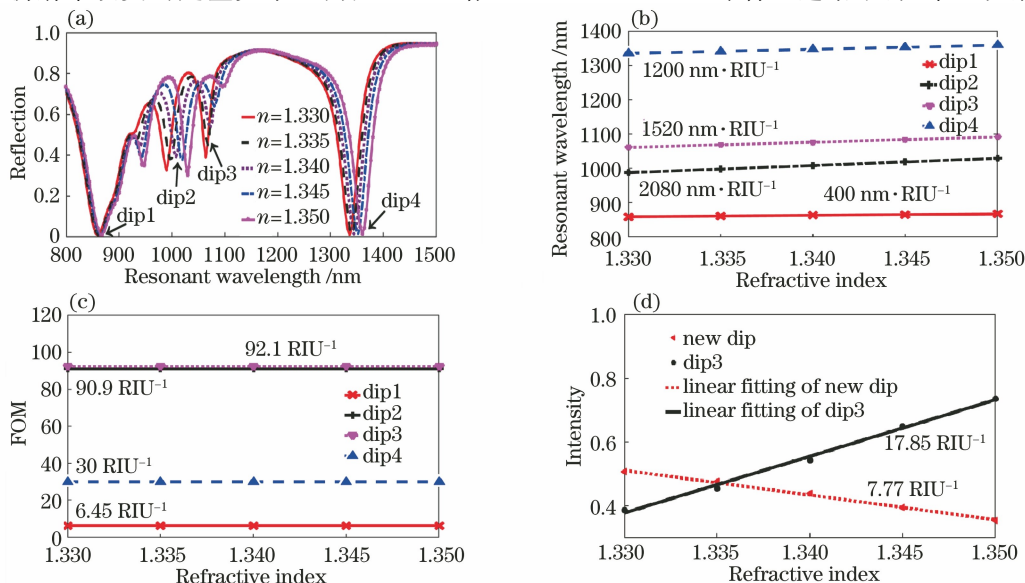 (a)
Reflection
1.0
0.8
0.6
0.4
0.2
0
n=1.330
n=1.335
n=1.340
n=1.345
n=1.350
dip1
dip2
dip3
dip4
800 900 1000 1100 1200 1300 1400 1500
Resonant wavelength /nm
(b)
Resonant wavelength /nm
1400
1300
1200
1100
1000
900
800
1200 nm·RIU⁻¹
1520 nm·RIU⁻¹
2080 nm·RIU⁻¹
400 nm·RIU⁻¹
dip1
dip2
dip3
dip4
1.330 1.335 1.340 1.345 1.350
Refractive index
(c)
FOM
120
100
80
60
40
20
0
92.1 RIU⁻¹
90.9 RIU⁻¹
30 RIU⁻¹
6.45 RIU⁻¹
dip1
dip2
dip3
dip4
1.330 1.335 1.340 1.345 1.350
Refractive index
(d)
Intensity
1.0
0.8
0.6
0.4
new dip
dip3
linear fitting of new dip
linear fitting of dip3
17.85 RIU⁻¹
7.77 RIU⁻¹
1.330 1.335 1.340 1.345 1.350
Refractive index